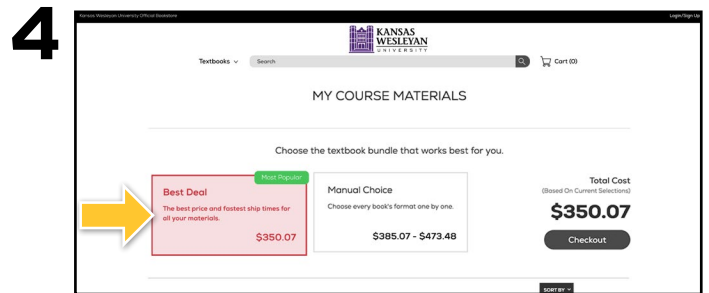 4
Kansas Wesleyan University Official Bookstore
Login/Sign Up
KANSAS
WESLEYAN
UNIVERSITY
Textbooks
Search
Cart (0)
MY COURSE MATERIALS
Choose the textbook bundle that works best for you.
Most Popular
Best Deal
The best price and fastest ship times for
all your materials.
$350.07
Manual Choice
Choose every book's format one by one.
$385.07 - $473.48
Total Cost
(Based On Current Selections)
$350.07
Checkout
SORT BY